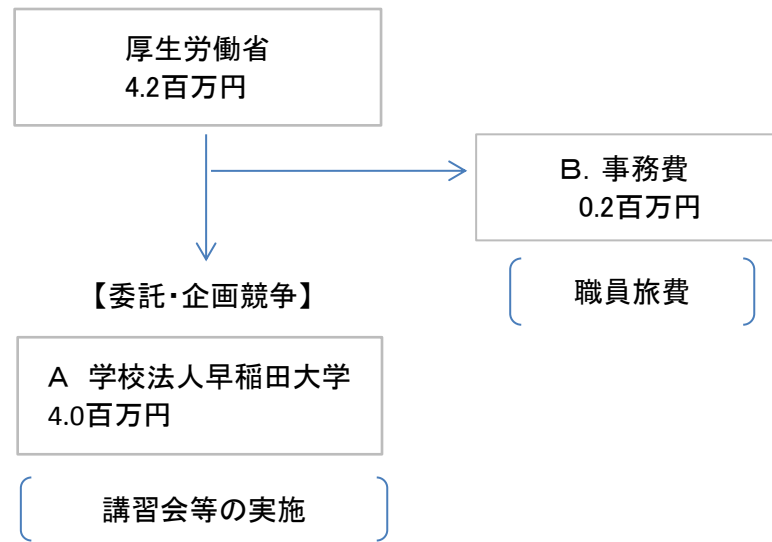 厚生労働省
4.2百万円
B. 事務費
0.2百万円
職員旅費
【委託・企画競争】
A 学校法人早稲田大学
4.0百万円
講習会等の実施